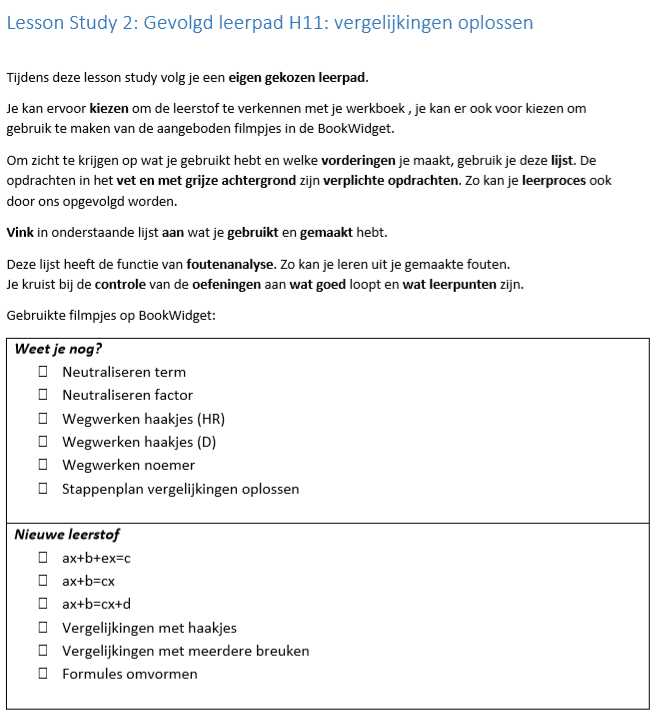 Lesson Study 2: Gevolgd leerpad H11: vergelijkingen oplossen
Tijdens deze lesson study volg je een eigen gekozen leerpad.
Je kan ervoor kiezen om de leerstof te verkennen met je werkboek , je kan er ook voor kiezen om
gebruik te maken van de aangeboden filmpjes in de BookWidget.
Om zicht te krijgen op wat je gebruikt hebt en welke vorderingen je maakt, gebruik je deze lijst. De
opdrachten in het vet en met grijze achtergrond zijn verplichte opdrachten. Zo kan je leerproces ook
door ons opgevolgd worden.
Vink in onderstaande lijst aan wat je gebruikt en gemaakt hebt.
Deze lijst heeft de functie van foutenanalyse. Zo kan je leren uit je gemaakte fouten.
Je kruist bij de controle van de oefeningen aan wat goed loopt en wat leerpunten zijn.
Gebruikte filmpjes op BookWidget:
Weet je nog?
☐ Neutraliseren term
☐ Neutraliseren factor
☐ Wegwerken haakjes (HR)
☐ Wegwerken haakjes (D)
☐ Wegwerken noemer
☐ Stappenplan vergelijkingen oplossen
Nieuwe leerstof
☐ ax+b+ex=c
☐ ax+b=cx
☐ ax+b=cx+d
☐ Vergelijkingen met haakjes
☐ Vergelijkingen met meerdere breuken
☐ Formules omvormen